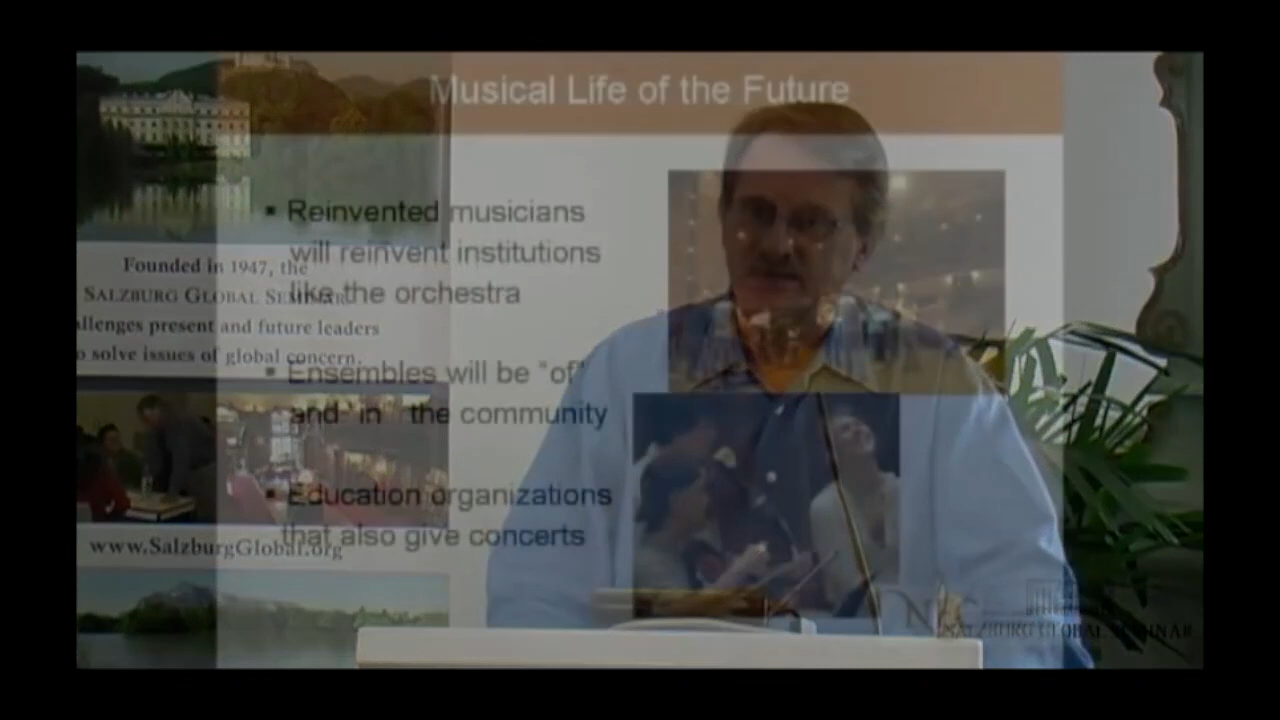 Musical Life of the Future
▪ Reinvented musicians
will reinvent institutions
like the orchestra
▪ Ensembles will be "of"
and "in" the community
▪ Education organizations
that also give concerts
Founded in 1947, the
SALZBURG GLOBAL SEMINAR
allenges present and future leaders
o solve issues of global concern.
www.SalzburgGlobal.org
SALZBURG GLOBAL SEMINAR